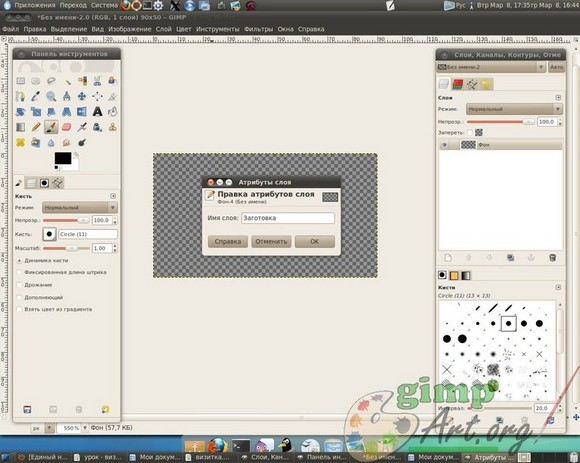 Приложения Переход Система
Рус Втр Мар 8, 17:35 тр Мар 8, 16:44
*Без имени-2.0 (RGB, 1 слой) 90x50 – GIMP
Файл Правка Выделение Вид Изображение Слой Цвет Инструменты Фильтры Окна Справка
Панель инструментов
Кисть
Режим: Нормальный
Непрозр.: 100,0
Кисть: Circle (11)
Масштаб: 1,00
Динамика кисти
Фиксированная длина штриха
Дрожание
Дополняющий
Взять цвет из градиента
Атрибуты слоя
Правка атрибутов слоя
Фон-4 (Без имени)
Имя слоя: Заготовка
Справка Отменить ОК
Слои, Каналы, Контуры, Отме
Без имени-2 Авто
Слои
Режим: Нормальный
Непрозр.: 100,0
Запереть:
Фон
Кисти
Circle (11) (13 × 13)
Интервал: 20,0
px 550% Фон (57,7 КБ)
gimp
Art.org
[Единый н урок - виз... Мои докум... визитка.... Слои, Кан... Панель ин... *Без имен... Мои докум... Атрибуты ...